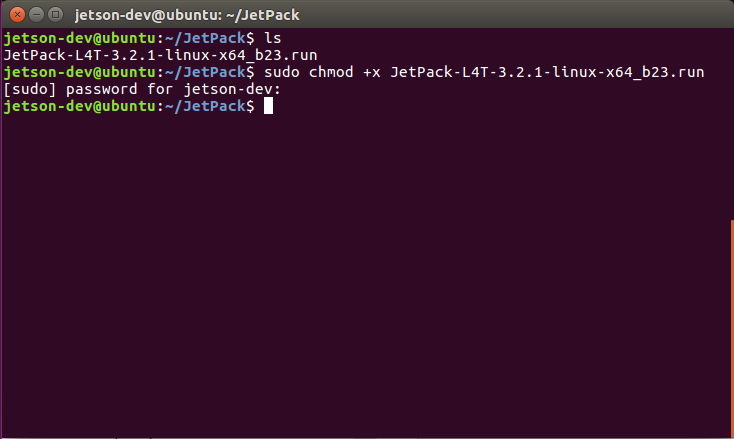 jetson-dev@ubuntu: ~/JetPack
jetson-dev@ubuntu:~/JetPack$ ls
JetPack-L4T-3.2.1-linux-x64_b23.run
jetson-dev@ubuntu:~/JetPack$ sudo chmod +x JetPack-L4T-3.2.1-linux-x64_b23.run
[sudo] password for jetson-dev:
jetson-dev@ubuntu:~/JetPack$